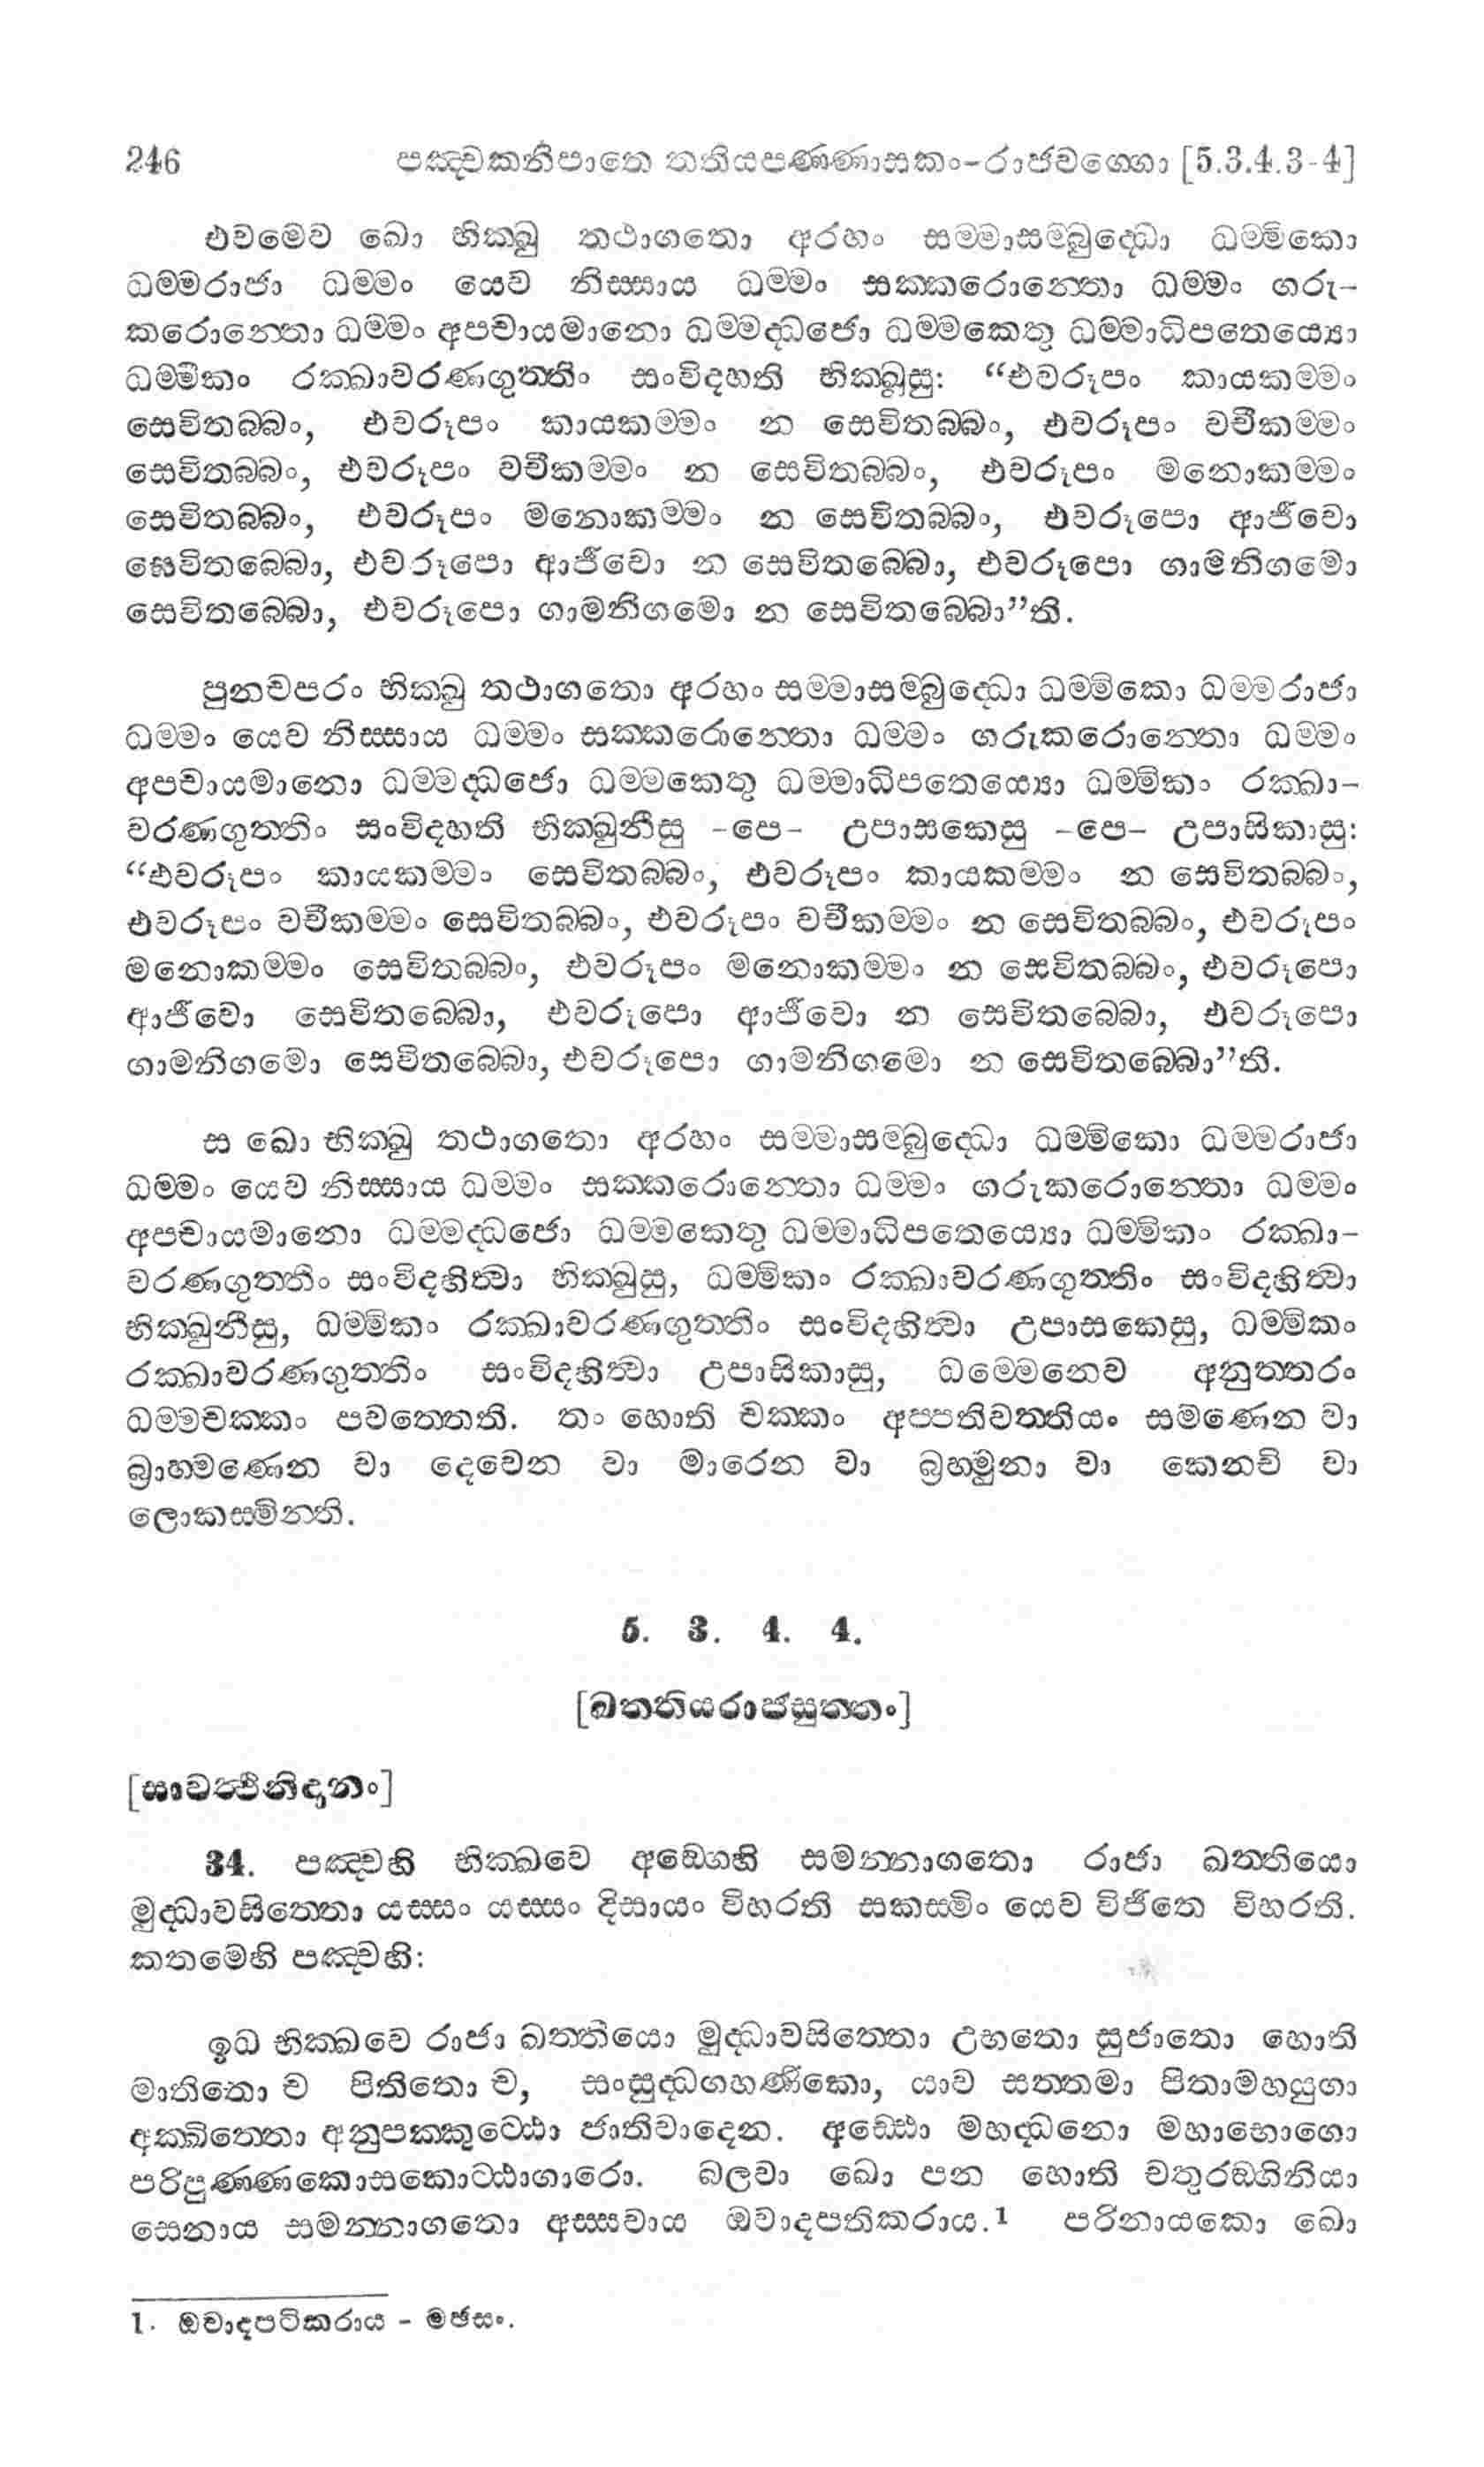 246 පඤ්චකනිපාතෙ තතියපණ්ණාසකං-රාජවග්ගො [5.3.4.3-4]
එවමෙව ඛො භික්ඛු තථාගතො අරහං සම්මාසම්බුද්ධො ධම්මිකො
ධම්මරාජා ධම්මං යෙව නිස්සාය ධම්මං සක්කරොන්තො ධම්මං ගරු-
කරොන්තො ධම්මං අපචායමානො ධම්මද්ධජො ධම්මකෙතු ධම්මාධිපතෙය්‍යො
ධම්මිකං රක්ඛාවරණගුත්තිං සංවිදහති භික්ඛූසු: “එවරූපං කායකම්මං
සෙවිතබ්බං, එවරූපං කායකම්මං න සෙවිතබ්බං, එවරූපං වචීකම්මං
සෙවිතබ්බං, එවරූපං වචීකම්මං න සෙවිතබ්බං, එවරූපං මනොකම්මං
සෙවිතබ්බං, එවරූපං මනොකම්මං න සෙවිතබ්බං, එවරූපො ආජීවො
සෙවිතබ්බො, එවරූපො ආජීවො න සෙවිතබ්බො, එවරූපො ගාමනිගමො
සෙවිතබ්බො, එවරූපො ගාමනිගමො න සෙවිතබ්බො”ති.
පුනචපරං භික්ඛු තථාගතො අරහං සම්මාසම්බුද්ධො ධම්මිකො ධම්මරාජා
ධම්මං යෙව නිස්සාය ධම්මං සක්කරොන්තො ධම්මං ගරුකරොන්තො ධම්මං
අපචායමානො ධම්මද්ධජො ධම්මකෙතු ධම්මාධිපතෙය්‍යො ධම්මිකං රක්ඛා-
වරණගුත්තිං සංවිදහති භික්ඛුනීසු -පෙ- උපාසකෙසු -පෙ- උපාසිකාසු:
“එවරූපං කායකම්මං සෙවිතබ්බං, එවරූපං කායකම්මං න සෙවිතබ්බං,
එවරූපං වචීකම්මං සෙවිතබ්බං, එවරූපං වචීකම්මං න සෙවිතබ්බං, එවරූපං
මනොකම්මං සෙවිතබ්බං, එවරූපං මනොකම්මං න සෙවිතබ්බං, එවරූපො
ආජීවො සෙවිතබ්බො, එවරූපො ආජීවො න සෙවිතබ්බො, එවරූපො
ගාමනිගමො සෙවිතබ්බො, එවරූපො ගාමනිගමො න සෙවිතබ්බො”ති.
ස ඛො භික්ඛු තථාගතො අරහං සම්මාසම්බුද්ධො ධම්මිකො ධම්මරාජා
ධම්මං යෙව නිස්සාය ධම්මං සක්කරොන්තො ධම්මං ගරුකරොන්තො ධම්මං
අපචායමානො ධම්මද්ධජො ධම්මකෙතු ධම්මාධිපතෙය්‍යො ධම්මිකං රක්ඛා-
වරණගුත්තිං සංවිදහිත්‍වා භික්ඛුසු, ධම්මිකං රක්ඛාවරණගුත්තිං සංවිදහිත්‍වා
භික්ඛුනීසු, ධම්මිකං රක්ඛාවරණගුත්තිං සංවිදහිත්‍වා උපාසකෙසු, ධම්මිකං
රක්ඛාවරණගුත්තිං සංවිදහිත්‍වා උපාසිකාසු, ධම්මෙනෙව අනුත්තරං
ධම්මචක්කං පවත්තෙති. තං හොති චක්කං අප්පතිවත්තියං සමණෙන වා
බ්‍රාහ්මණෙන වා දෙවෙන වා මාරෙන වා බ්‍රහ්මුනා වා කෙනචි වා
ලොකස්මින්ති.
5. 3. 4. 4.
[ඛත්තියරාජසුත්තං]
[සාවත්‍ථිනිදානං]
34. පඤ්චහි භික්ඛවෙ අඞ්ගෙහි සමන්නාගතො රාජා ඛත්තියො
මුද්ධාවසිත්තො යස්සං යස්සං දිසායං විහරති සකස්මිං යෙව විජිතෙ විහරති.
කතමෙහි පඤ්චහි:
ඉධ භික්ඛවෙ රාජා ඛත්තියො මුද්ධාවසිත්තො උභතො සුජාතො හොති
මාතිතො ච පිතිතො ච, සංසුද්ධගහණිකො, යාව සත්තමා පිතාමහයුගා
අක්ඛිත්තො අනුපක්කුට්ඨො ජාතිවාදෙන. අඩ්ඪො මහද්ධනො මහාභොගො
පරිපුණ්ණකොසකොට්ඨාගාරො. බලවා ඛො පන හොති චතුරඞ්ගිනියා
සෙනාය සමන්නාගතො අස්සවාය ඔවාදපතිකරාය.1 පරිනායකො ඛො
1. ඔවාදපටිකරාය - මඡසං.